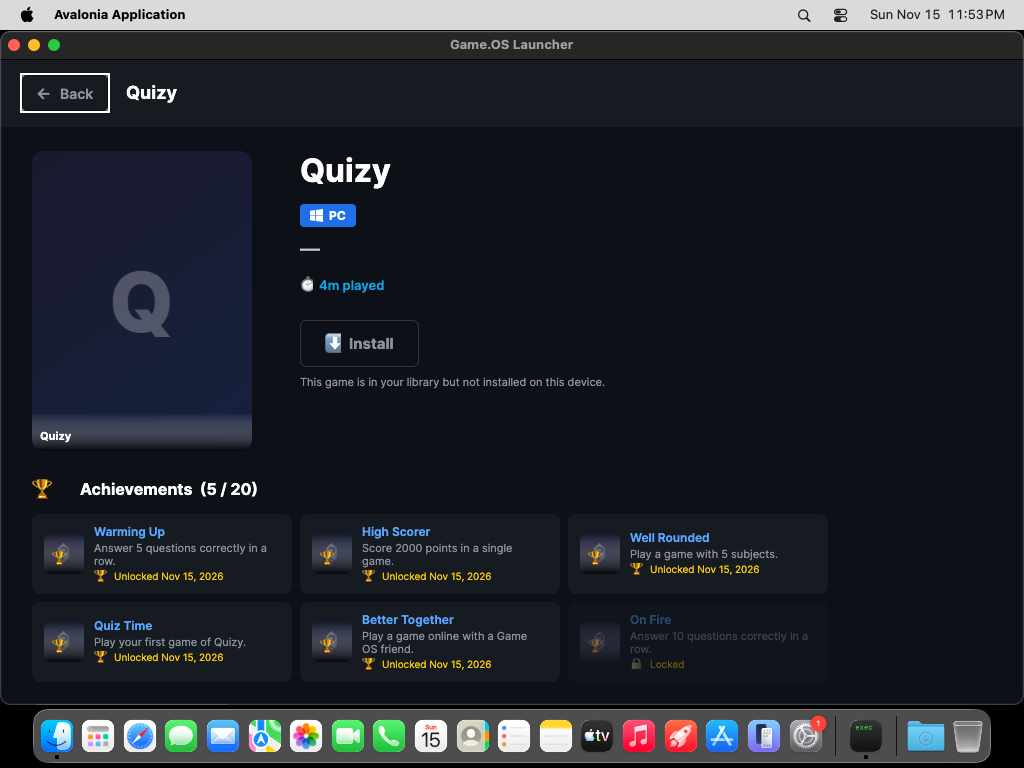 Avalonia Application
Sun Nov 15 11:53 PM
Game.OS Launcher
← Back
Quizy
Q
Quizy
Quizy
PC
—
4m played
Install
This game is in your library but not installed on this device.
Achievements (5 / 20)
Warming Up
Answer 5 questions correctly in a
row.
Unlocked Nov 15, 2026
High Scorer
Score 2000 points in a single
game.
Unlocked Nov 15, 2026
Well Rounded
Play a game with 5 subjects.
Unlocked Nov 15, 2026
Quiz Time
Play your first game of Quizy.
Unlocked Nov 15, 2026
Better Together
Play a game online with a Game
OS friend.
Unlocked Nov 15, 2026
On Fire
Answer 10 questions correctly in a
row.
Locked
Sun
15
tv
1
exec